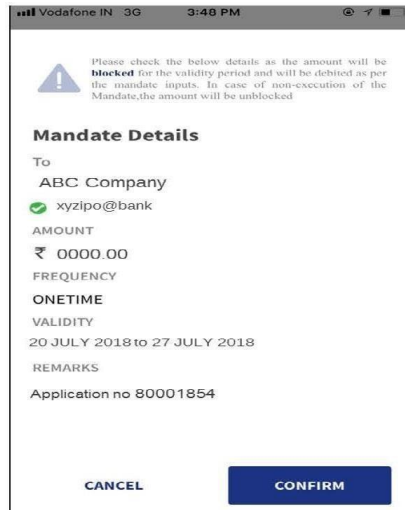 Vodafone IN 3G 3:48 PM
Please check the below details as the amount will be
blocked for the validity period and will be debited as per
the mandate inputs. In case of non-execution of the
Mandate,the amount will be unblocked
Mandate Details
To
ABC Company
xyzipo@bank
AMOUNT
₹ 0000.00
FREQUENCY
ONETIME
VALIDITY
20 JULY 2018 to 27 JULY 2018
REMARKS
Application no 80001854
CANCEL CONFIRM